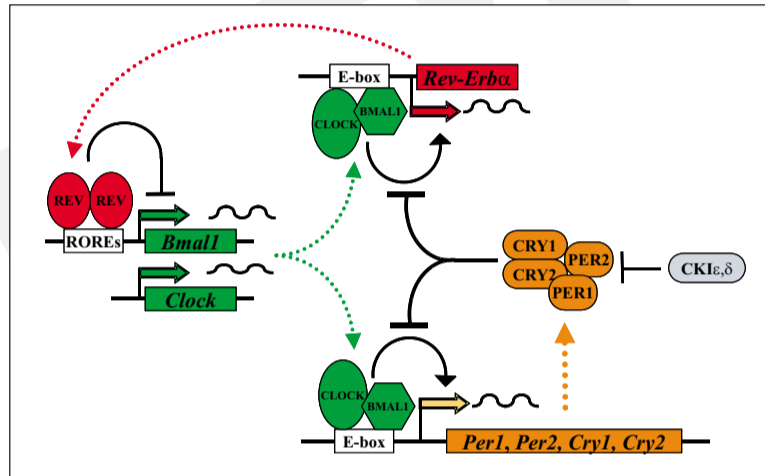 E-box
Rev-Erbα
CLOCK
BMAL1
REV
REV
ROREs
Bmal1
Clock
CRY1
CRY2
PER2
PER1
CKIε,δ
CLOCK
BMAL1
E-box
Per1, Per2, Cry1, Cry2